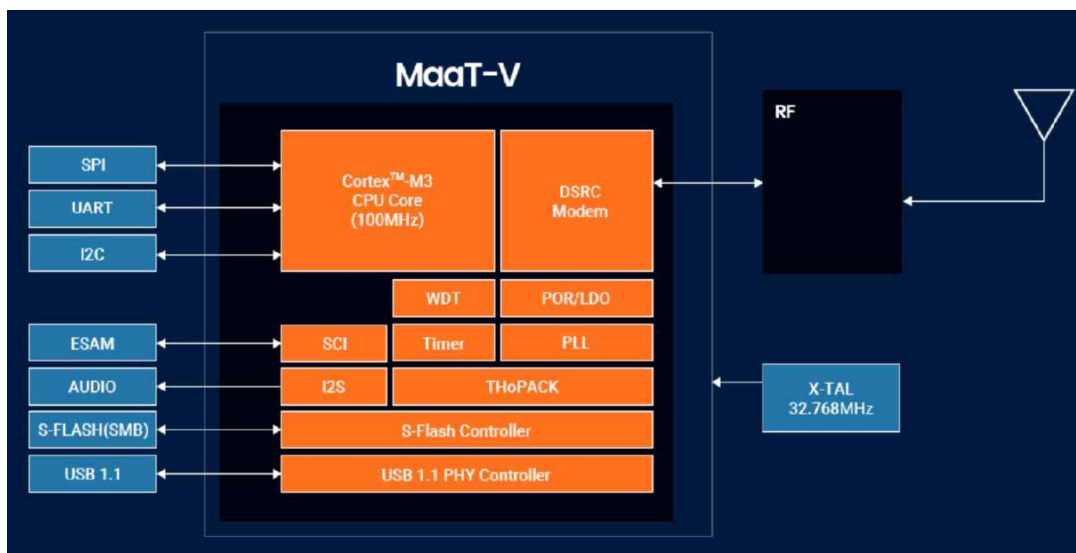 MaaT-V
SPI
UART
I2C
ESAM
AUDIO
S-FLASH(SMB)
USB 1.1
Cortex™-M3
CPU Core
(100MHz)
DSRC
Modem
WDT
POR/LDO
SCI
Timer
PLL
I2S
THoPACK
S-Flash Controller
USB 1.1 PHY Controller
RF
X-TAL
32.768MHz